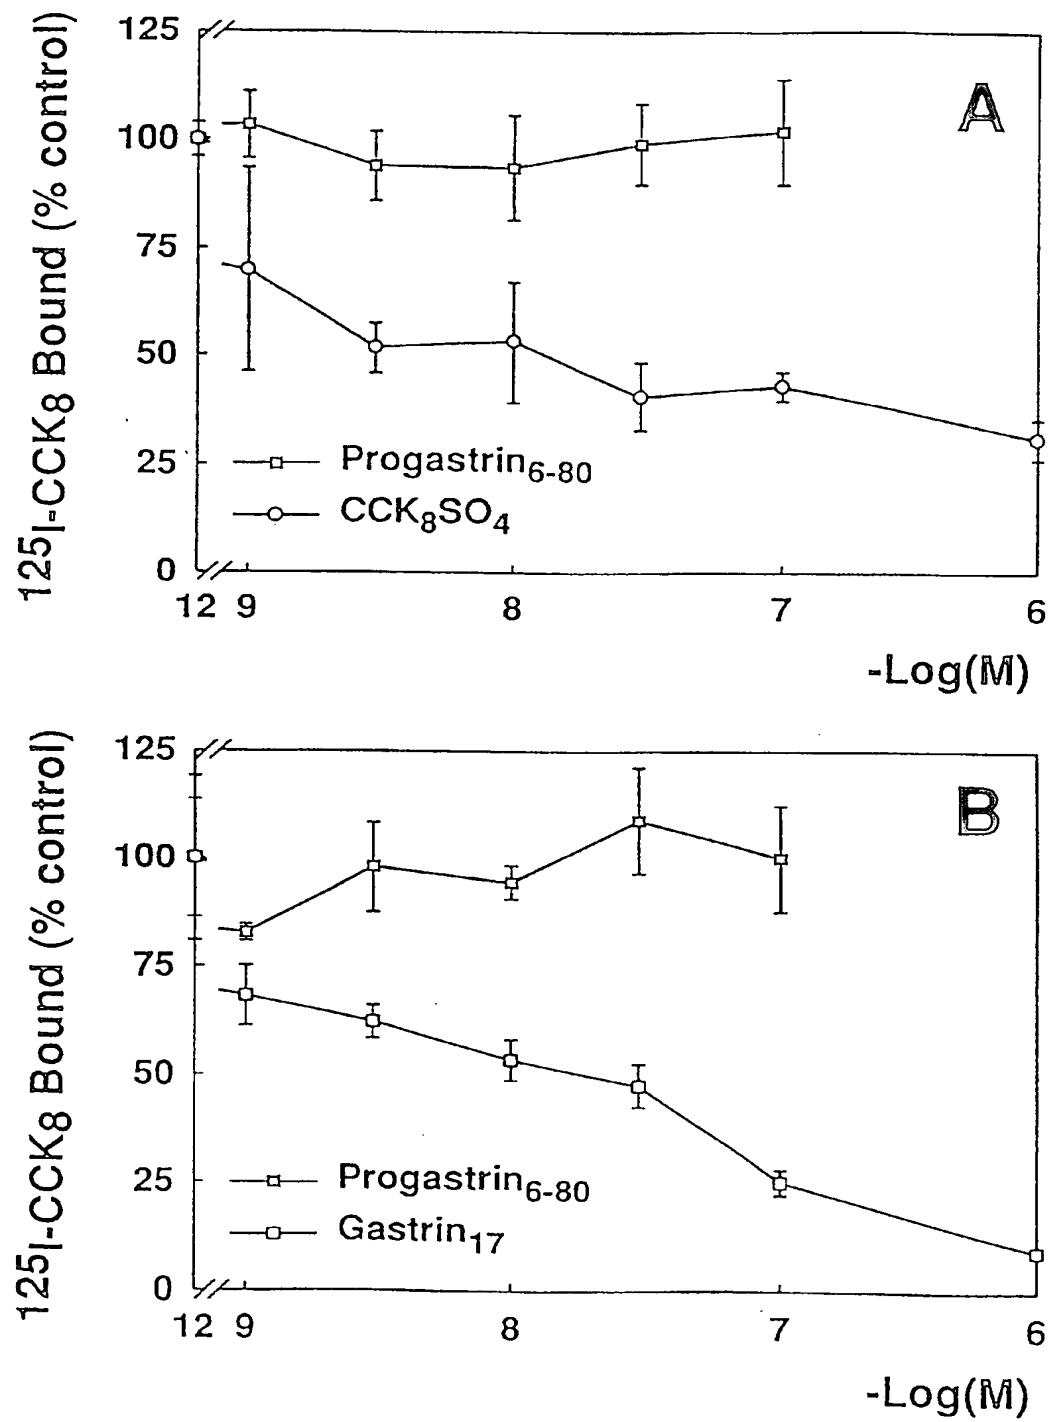 A
125
100
75
50
25
0
¹²⁵I-CCK₈ Bound (% control)
Progastrin₆₋₈₀
CCK₈SO₄
12 9 8 7 6
-Log(M)
B
125
100
75
50
25
0
¹²⁵I-CCK₈ Bound (% control)
Progastrin₆₋₈₀
Gastrin₁₇
12 9 8 7 6
-Log(M)